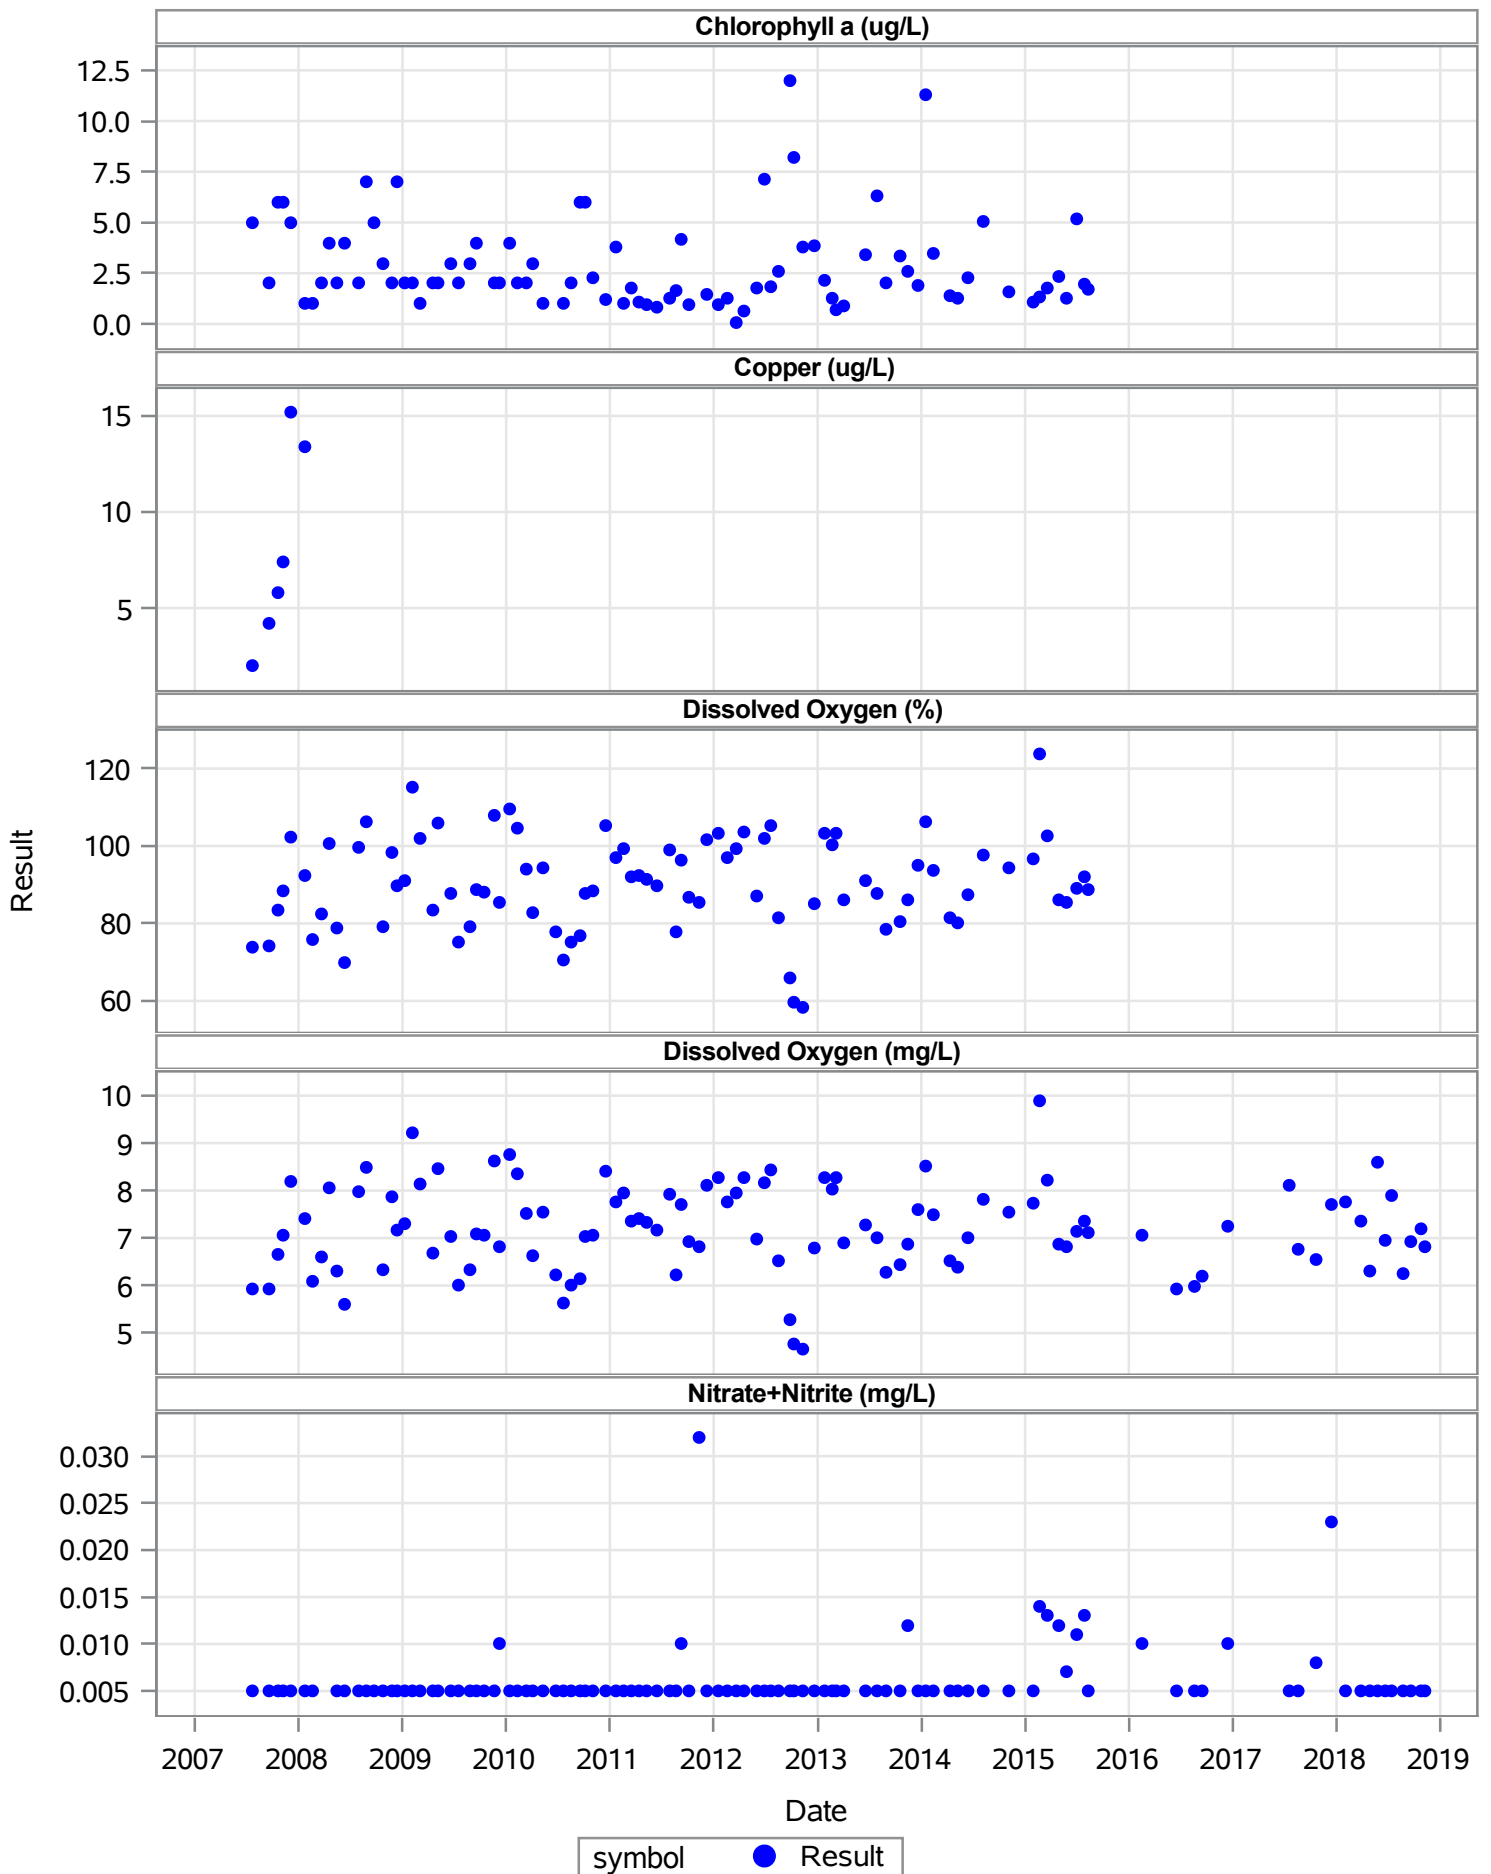 Chlorophyll a (ug/L)
12.5
10.0
7.5
5.0
2.5
0.0
Copper (ug/L)
15
10
5
Dissolved Oxygen (%)
120
100
80
60
Result
Dissolved Oxygen (mg/L)
10
9
8
7
6
5
Nitrate+Nitrite (mg/L)
0.030
0.025
0.020
0.015
0.010
0.005
2007 2008 2009 2010 2011 2012 2013 2014 2015 2016 2017 2018 2019
Date
symbol Result